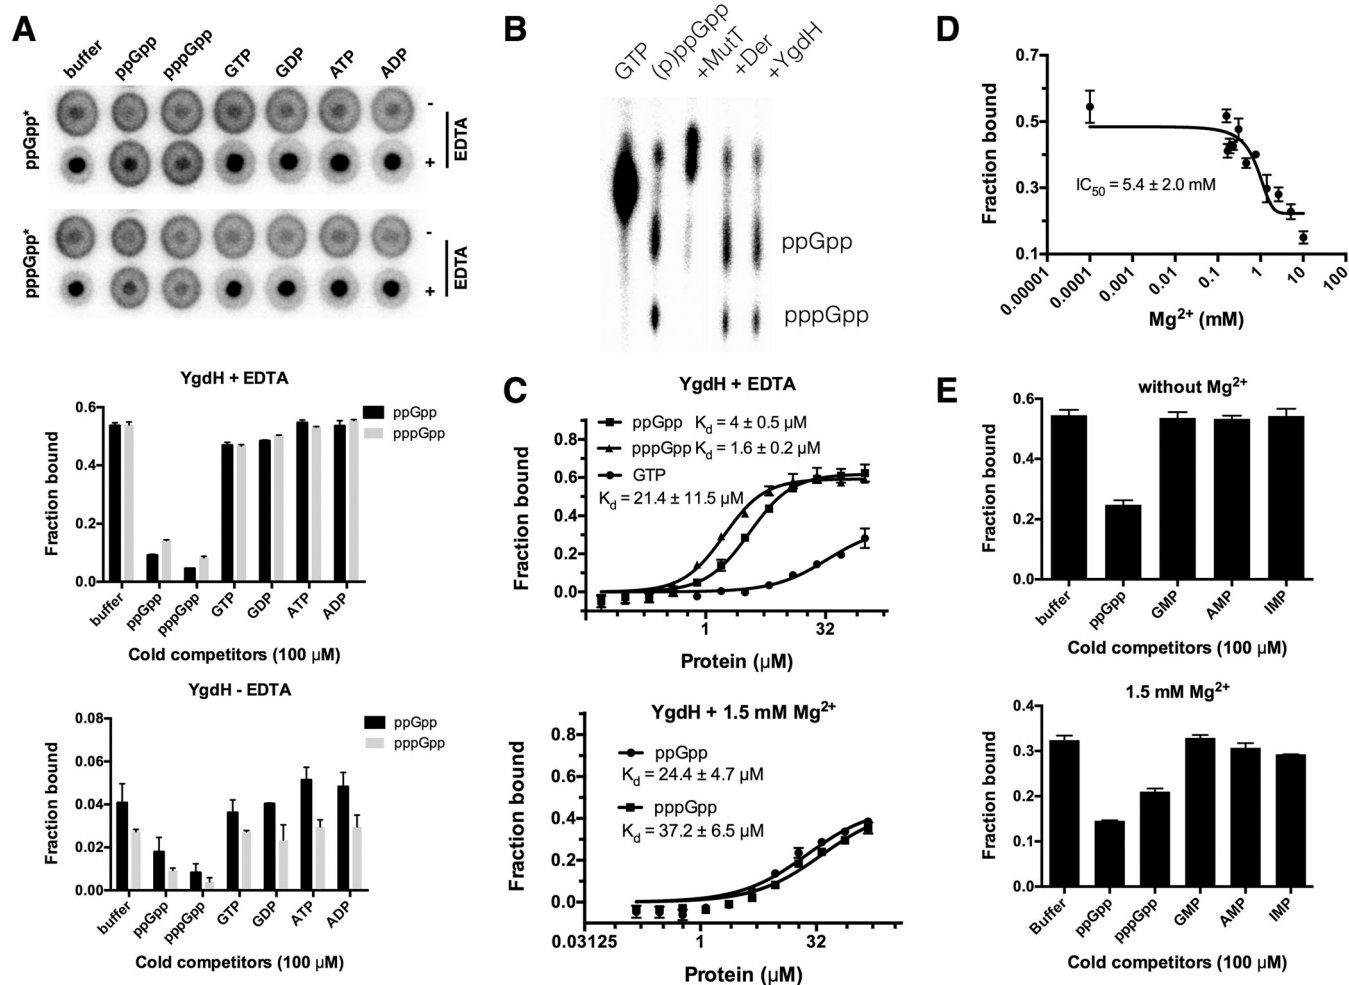 A
buffer
ppGpp
pppGpp
GTP
GDP
ATP
ADP
ppGpp*
-
+
EDTA
pppGpp*
-
+
EDTA
YgdH + EDTA
0.6
0.4
0.2
0.0
Fraction bound
ppGpp
pppGpp
buffer
ppGpp
pppGpp
GTP
GDP
ATP
ADP
Cold competitors (100 µM)
YgdH - EDTA
0.08
0.06
0.04
0.02
0.00
Fraction bound
ppGpp
pppGpp
buffer
ppGpp
pppGpp
GTP
GDP
ATP
ADP
Cold competitors (100 µM)
B
GTP
(p)ppGpp
+MutT
+Der
+YgdH
ppGpp
pppGpp
C
YgdH + EDTA
0.8
0.6
0.4
0.2
0.0
Fraction bound
ppGpp Kd = 4 ± 0.5 µM
pppGpp Kd = 1.6 ± 0.2 µM
GTP
Kd = 21.4 ± 11.5 µM
1
32
Protein (µM)
YgdH + 1.5 mM Mg2+
0.8
0.6
0.4
0.2
0.0
Fraction bound
ppGpp
Kd = 24.4 ± 4.7 µM
pppGpp
Kd = 37.2 ± 6.5 µM
0.03125
1
32
Protein (µM)
D
0.7
0.5
0.3
0.1
Fraction bound
IC50 = 5.4 ± 2.0 mM
0.00001
0.0001
0.001
0.01
0.1
1
10
100
Mg2+ (mM)
E
without Mg2+
0.6
0.4
0.2
0.0
Fraction bound
buffer
ppGpp
GMP
AMP
IMP
Cold competitors (100 µM)
1.5 mM Mg2+
0.4
0.3
0.2
0.1
0.0
Fraction bound
Buffer
ppGpp
pppGpp
GMP
AMP
IMP
Cold competitors (100 µM)